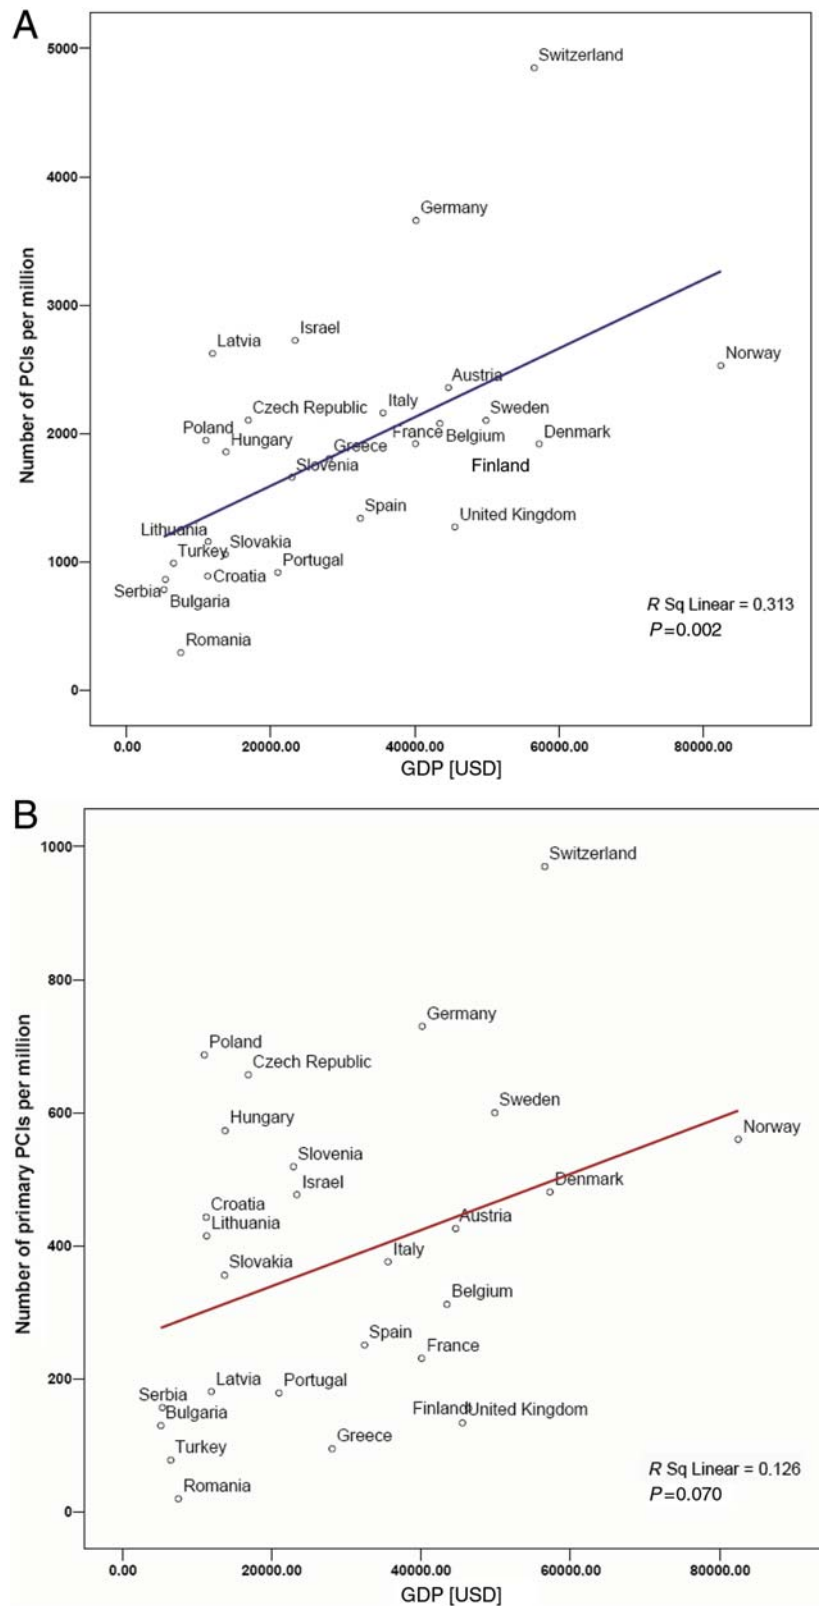 A
5000
Switzerland
4000
Germany
Number of PCIs per million
3000
Israel
Latvia
Norway
Austria
Italy
Czech Republic
Sweden
2000
Poland
Hungary
France
Belgium
Denmark
Greece
Slovenia
Finland
Spain
United Kingdom
Lithuania
Slovakia
Turkey
1000
Portugal
Croatia
Serbia
Bulgaria
R Sq Linear = 0.313
P=0.002
Romania
0
0.00 20000.00 40000.00 60000.00 80000.00
GDP [USD]
B
1000
Switzerland
800
Germany
Poland
Czech Republic
Number of primary PCIs per million
600
Sweden
Hungary
Norway
Slovenia
Israel
Denmark
Croatia
Lithuania
Austria
400
Italy
Slovakia
Belgium
Spain
France
200
Latvia
Portugal
Serbia
Bulgaria
Finland
United Kingdom
Greece
Turkey
Romania
R Sq Linear = 0.126
P=0.070
0
0.00 20000.00 40000.00 60000.00 80000.00
GDP [USD]